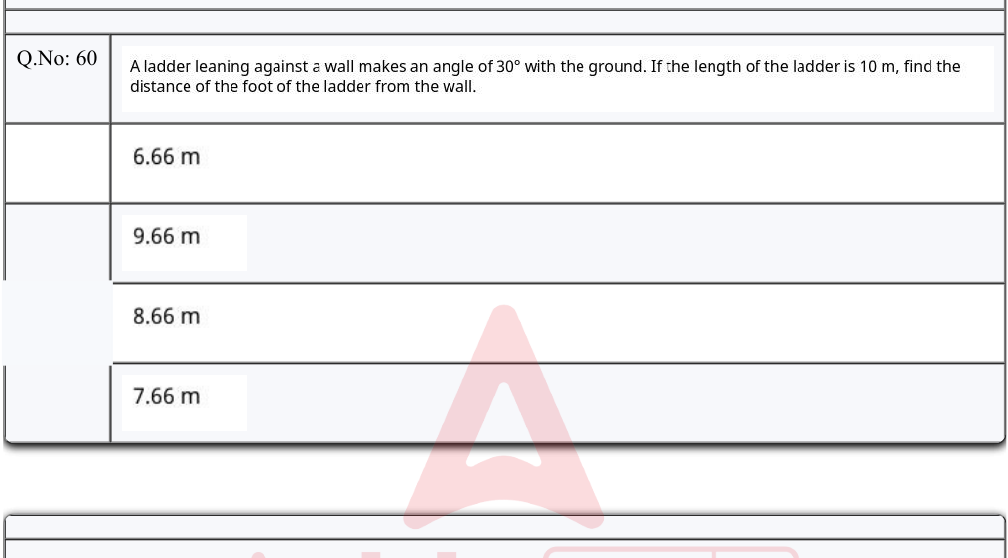 Q.No: 60
A ladder leaning against a wall makes an angle of 30° with the ground. If the length of the ladder is 10 m, find the
distance of the foot of the ladder from the wall.
6.66 m
9.66 m
8.66 m
7.66 m